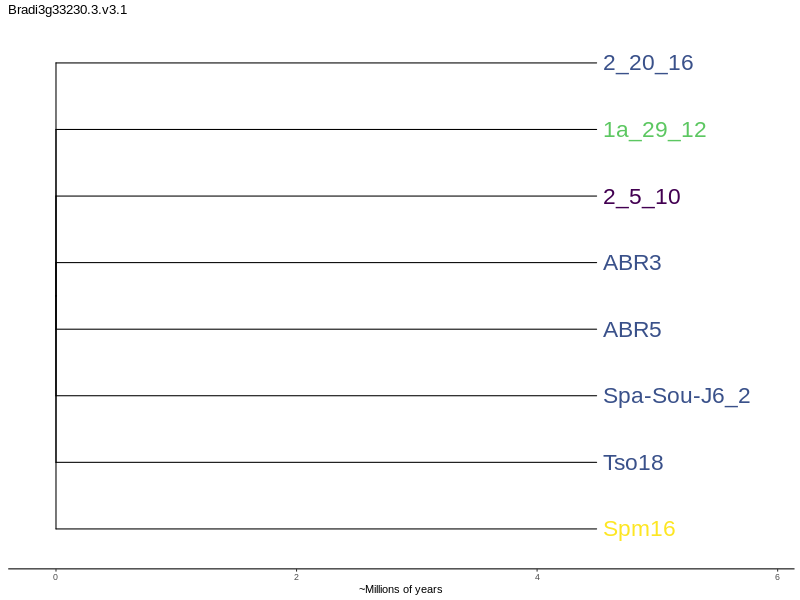 Bradi3g33230.3.v3.1
2_20_16
1a_29_12
2_5_10
ABR3
ABR5
Spa-Sou-J6_2
Tso18
Spm16
0 2 4 6
~Millions of years